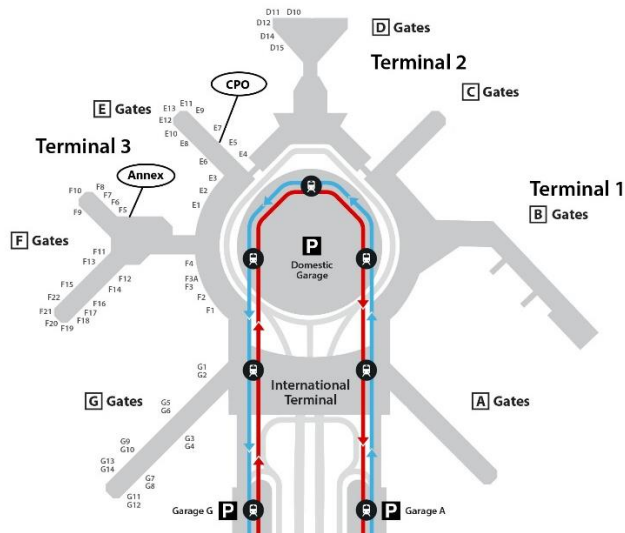 D11 D10
D12
D14
D15
D Gates
Terminal 2
CPO
C Gates
E Gates
E13 E11 E9
E12
E10
E8
E7
E5
E4
E6
E3
E2
E1
Terminal 3
Annex
Terminal 1
B Gates
F10 F8
F7
F6
F5
F9
F Gates
F11
F13
F12
F14
F15
F22
F21
F20
F19
F18
F17
F16
F4
F3A
F3
F2
F1
P
Domestic
Garage
G1
G2
International
Terminal
G Gates
A Gates
G5
G6
G3
G4
G9
G10
G13
G14
G7
G8
G11
G12
Garage G P
P Garage A